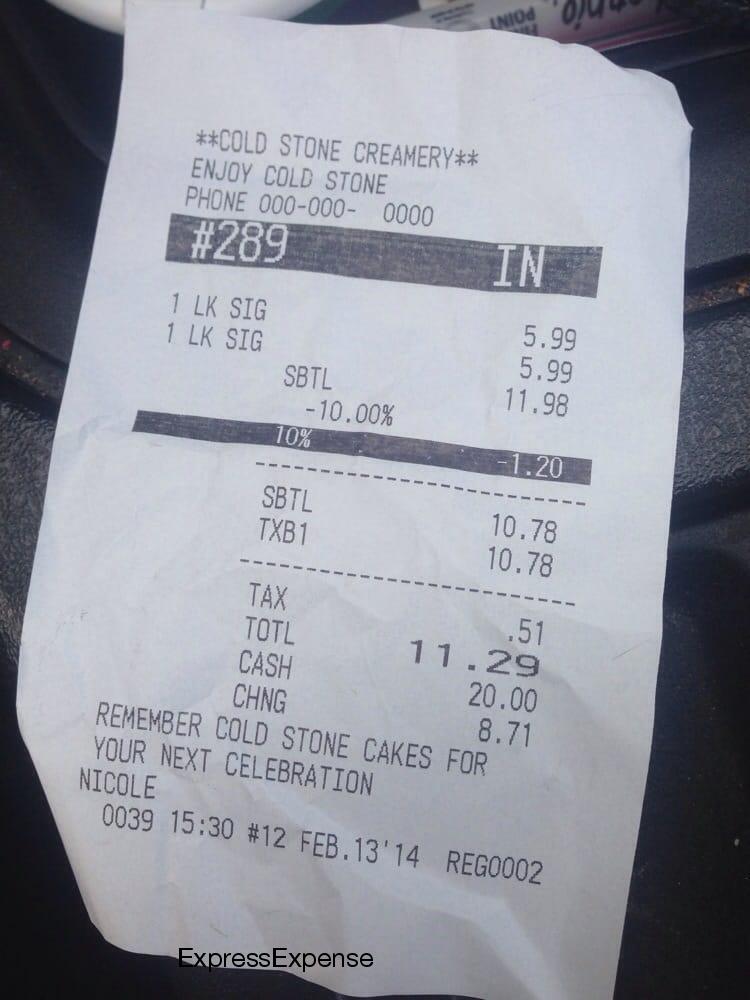 **COLD STONE CREAMERY**
ENJOY COLD STONE
PHONE 000-000- 0000
#289 IN
1 LK SIG 5.99
1 LK SIG 5.99
SBTL 11.98
-10.00%
10% -1.20
SBTL 10.78
TXB1 10.78
TAX .51
TOTL 11.29
CASH 20.00
CHNG 8.71
REMEMBER COLD STONE CAKES FOR
YOUR NEXT CELEBRATION
NICOLE
0039 15:30 #12 FEB.13'14 REG0002
ExpressExpense